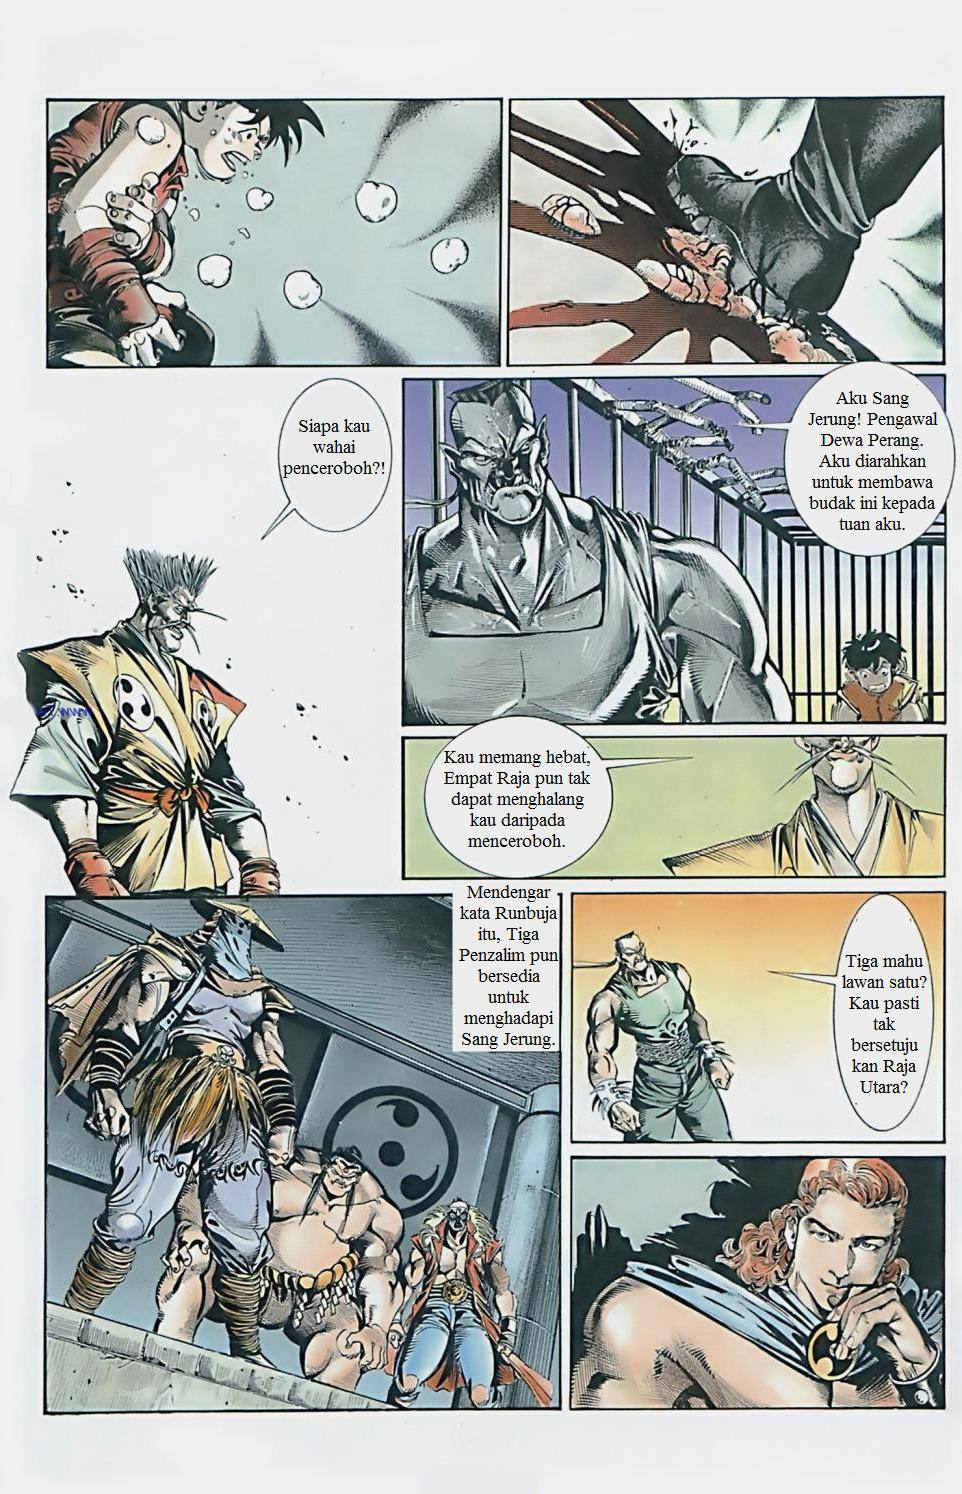 Siapa kau
wahai
penceroboh?!
Aku Sang
Jerung! Pengawal
Dewa Perang.
Aku diarahkan
untuk membawa
budak ini kepada
tuan aku.
Kau memang hebat,
Empat Raja pun tak
dapat menghalang
kau daripada
menceroboh.
Mendengar
kata Runbuja
itu, Tiga
Penzalim pun
bersedia
untuk
menghadapi
Sang Jerung.
Tiga mahu
lawan satu?
Kau pasti
tak
bersetuju
kan Raja
Utara?